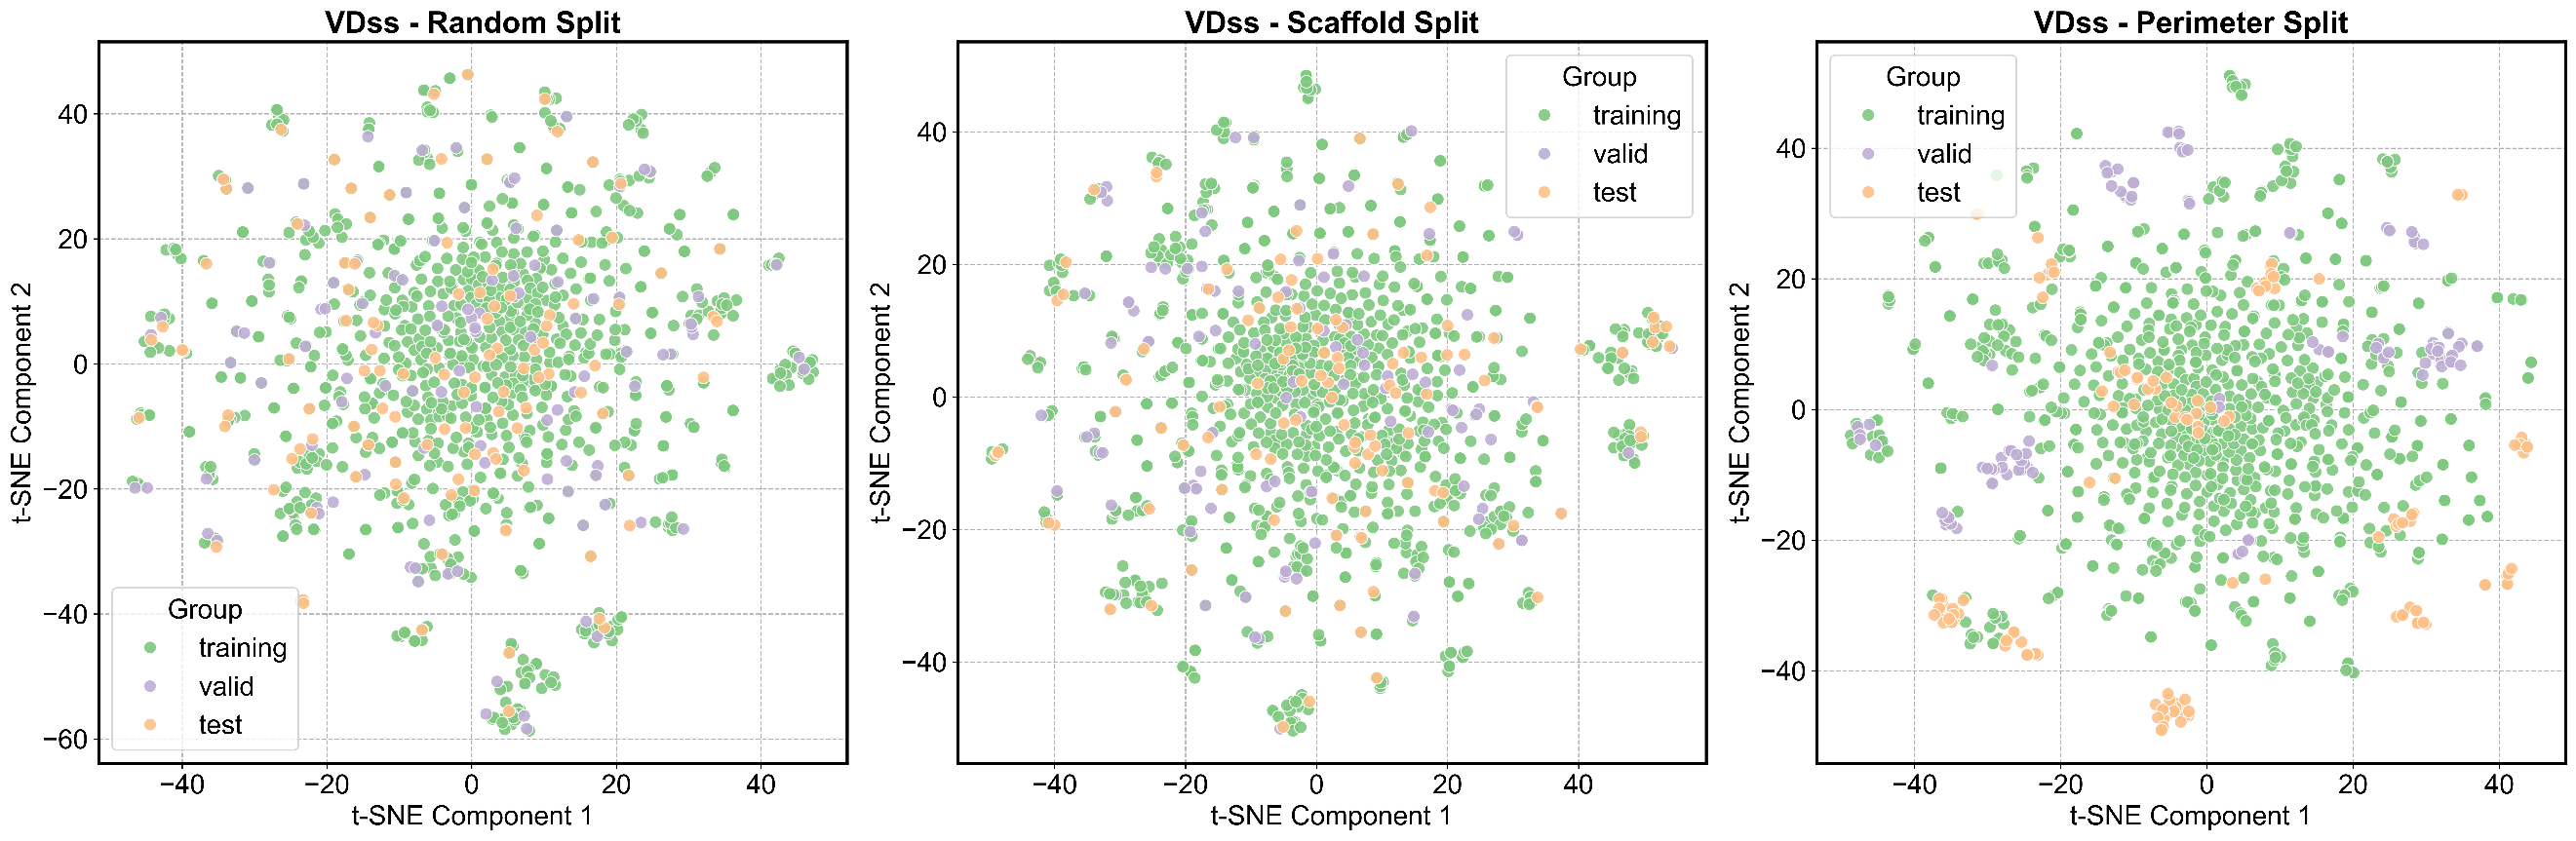 VDss - Random Split
40
20
0
−20
−40
−60
t-SNE Component 2
Group
training
valid
test
−40
−20
0
20
40
t-SNE Component 1
VDss - Scaffold Split
40
20
0
−20
−40
t-SNE Component 2
Group
training
valid
test
−40
−20
0
20
40
t-SNE Component 1
VDss - Perimeter Split
40
20
0
−20
−40
t-SNE Component 2
Group
training
valid
test
−40
−20
0
20
40
t-SNE Component 1